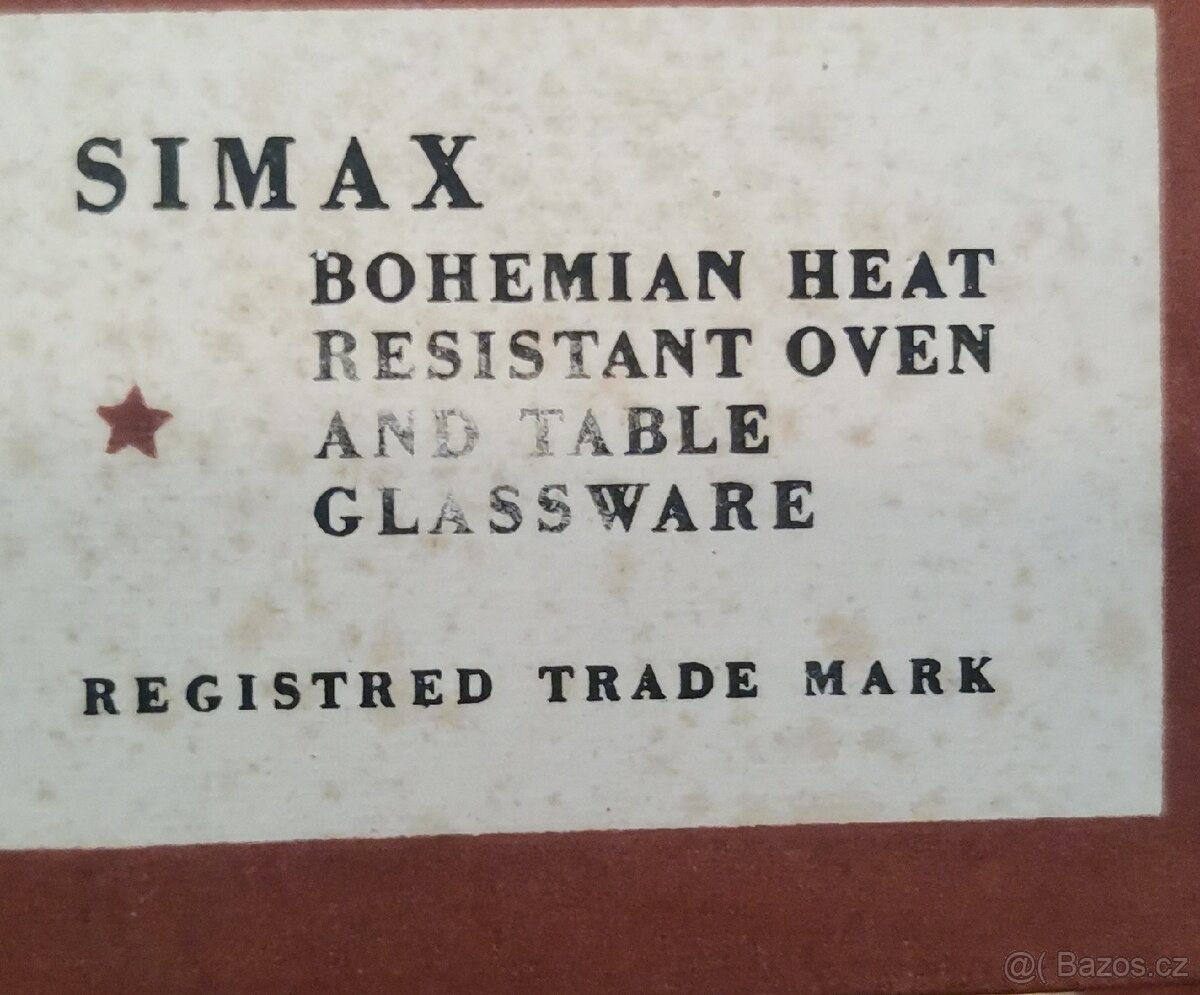 SIMAX
BOHEMIAN HEAT
RESISTANT OVEN
AND TABLE
GLASSWARE
REGISTRED TRADE MARK
@( Bazos.cz